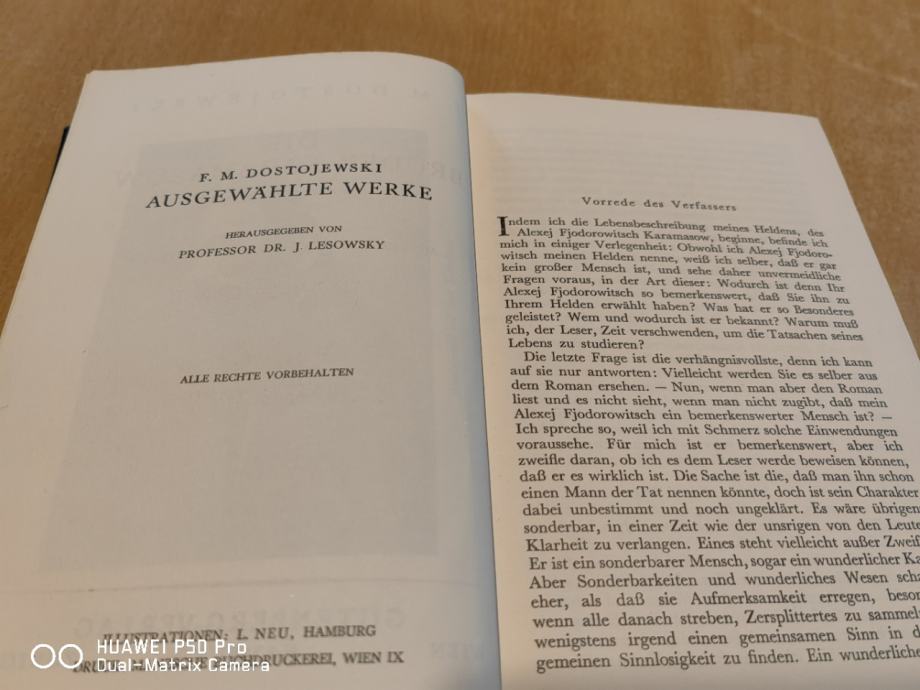 F. M. DOSTOJEWSKI
AUSGEWÄHLTE WERKE
HERAUSGEGEBEN VON
PROFESSOR DR. J. LESOWSKY
ALLE RECHTE VORBEHALTEN
ILLUSTRATIONEN: L. NEU, HAMBURG
BUCHDRUCKEREI, WIEN IX
HUAWEI P50 Pro
Dual-Matrix Camera
Vorrede des Verfassers
Indem ich die Lebensbeschreibung meines Heldens, des
Alexej Fjodorowitsch Karamasow, beginne, befinde ich
mich in einiger Verlegenheit: Obwohl ich Alexej Fjodoro-
witsch meinen Helden nenne, weiß ich selber, daß er gar
kein großer Mensch ist, und sehe daher unvermeidliche
Fragen voraus, in der Art dieser: Wodurch ist denn Ihr
Alexej Fjodorowitsch so bemerkenswert, daß Sie ihn zu
Ihrem Helden erwählt haben? Was hat er so Besonderes
geleistet? Wem und wodurch ist er bekannt? Warum muß
ich, der Leser, Zeit verschwenden, um die Tatsachen seines
Lebens zu studieren?
Die letzte Frage ist die verhängnisvollste, denn ich kann
auf sie nur antworten: Vielleicht werden Sie es selber aus
dem Roman ersehen. — Nun, wenn man aber den Roman
liest und es nicht sieht, wenn man nicht zugibt, daß mein
Alexej Fjodorowitsch ein bemerkenswerter Mensch ist? —
Ich spreche so, weil ich mit Schmerz solche Einwendungen
voraussehe. Für mich ist er bemerkenswert, aber ich
zweifle daran, ob ich es dem Leser werde beweisen können,
daß er es wirklich ist. Die Sache ist die, daß man ihn schon
einen Mann der Tat nennen könnte, doch ist sein Charakter
dabei unbestimmt und noch ungeklärt. Es wäre übrigen
sonderbar, in einer Zeit wie der unsrigen von den Leute
Klarheit zu verlangen. Eines steht vielleicht außer Zweif
Er ist ein sonderbarer Mensch, sogar ein wunderlicher Ka
Aber Sonderbarkeiten und wunderliches Wesen scha
eher, als daß sie Aufmerksamkeit erregen, beson
wenn alle danach streben, Zersplittertes zu sammel
wenigstens irgend einen gemeinsamen Sinn in d
gemeinen Sinnlosigkeit zu finden. Ein wunderliche